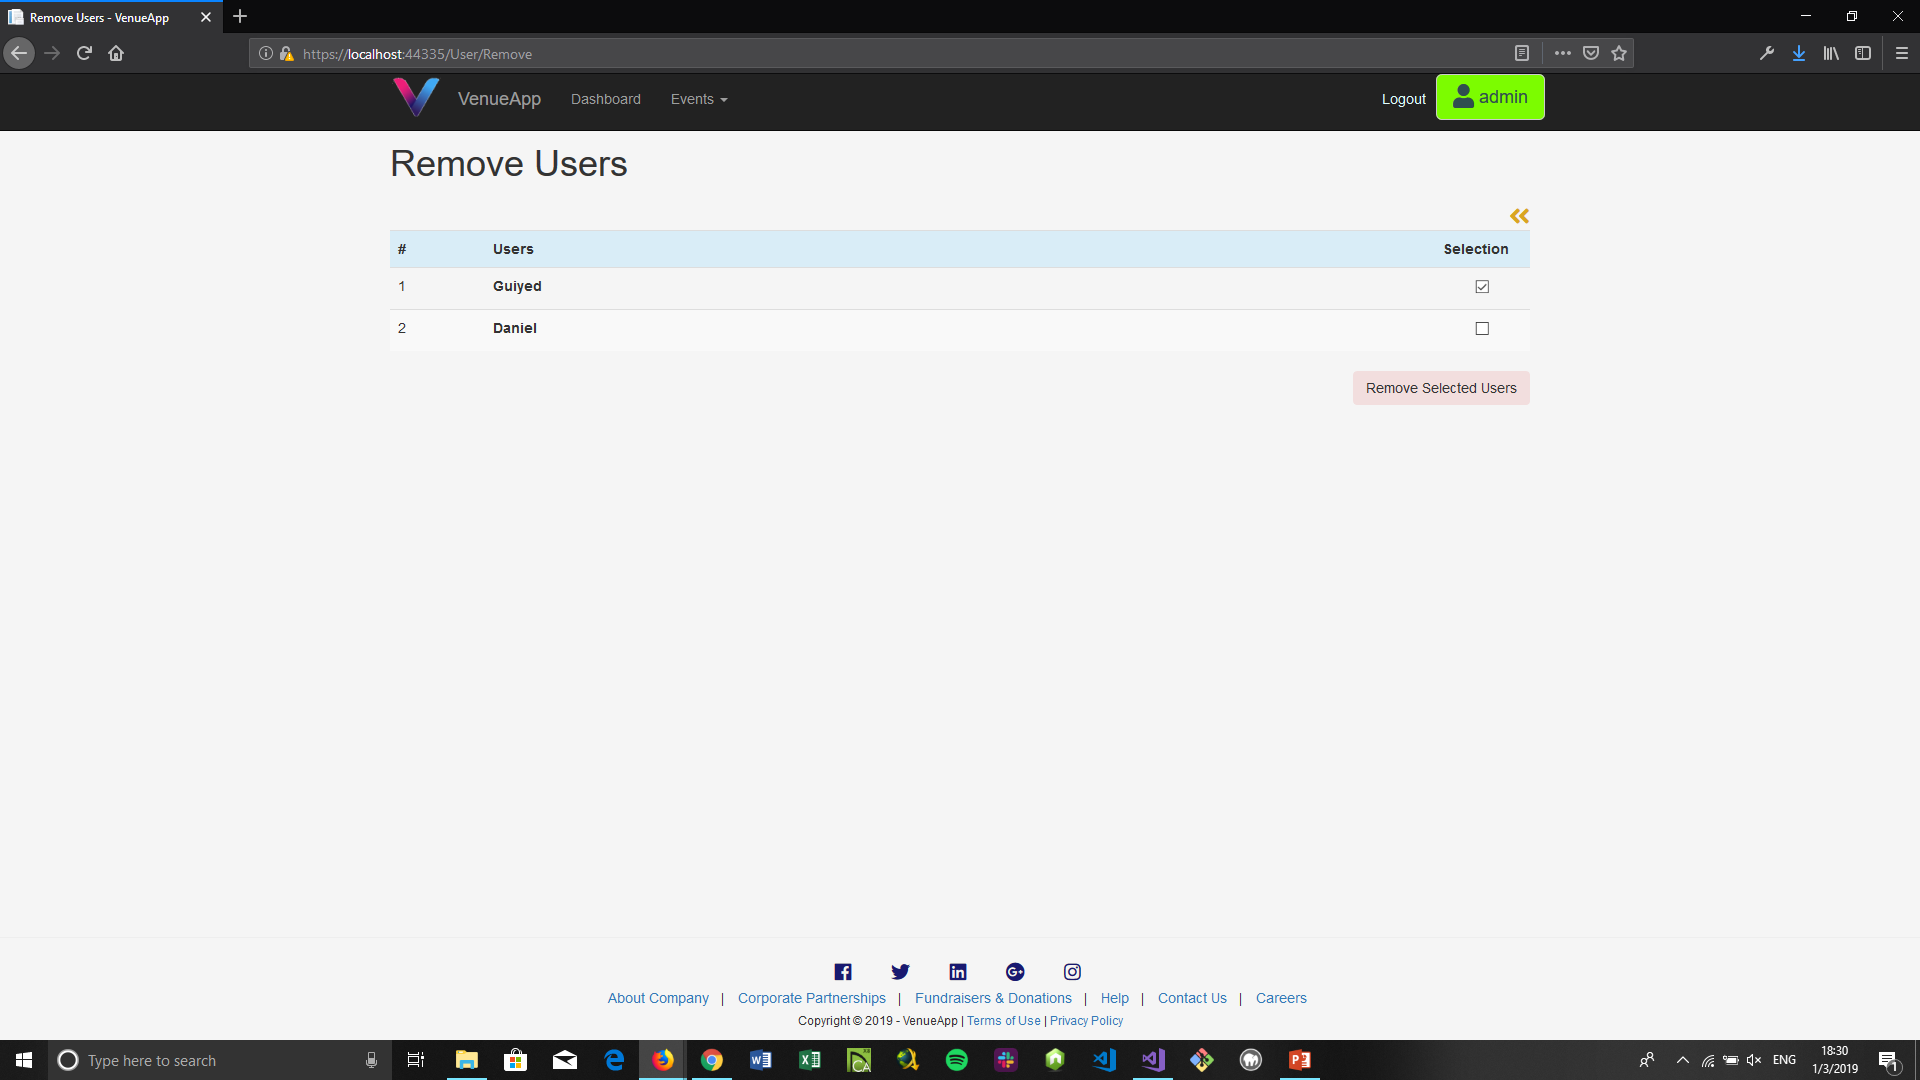 Remove Users - VenueApp
https://localhost:44335/User/Remove
VenueApp Dashboard Events Logout admin
Remove Users
# Users Selection
1 Guiyed
2 Daniel
Remove Selected Users
About Company | Corporate Partnerships | Fundraisers & Donations | Help | Contact Us | Careers
Copyright © 2019 - VenueApp | Terms of Use | Privacy Policy
Type here to search
ENG
18:30
1/3/2019
1